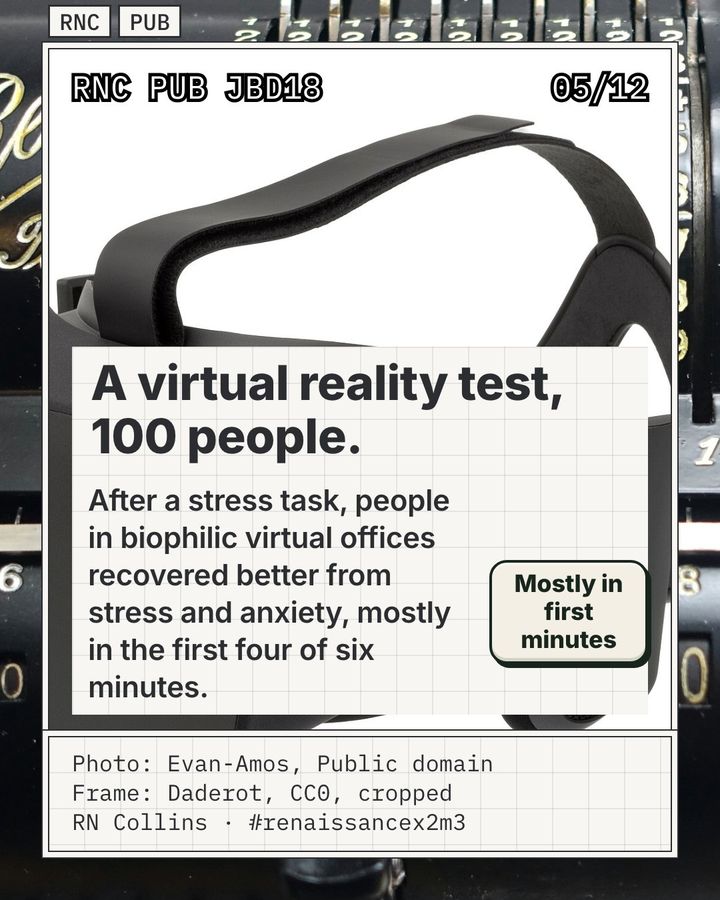 RNC PUB
RNC PUB JBD18 05/12
A virtual reality test,
100 people.
After a stress task, people
in biophilic virtual offices
recovered better from
stress and anxiety, mostly
in the first four of six
minutes.
Mostly in
first
minutes
Photo: Evan-Amos, Public domain
Frame: Daderot, CC0, cropped
RN Collins · #renaissancex2m3